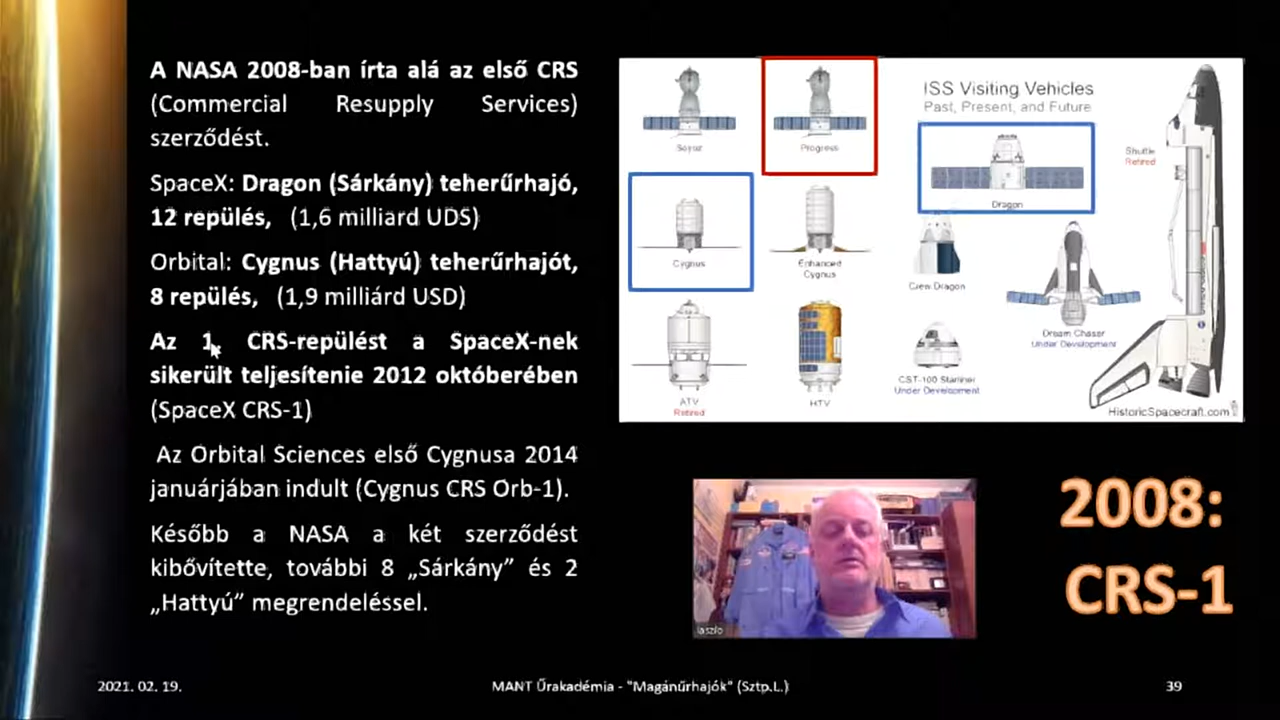 A NASA 2008-ban írta alá az első CRS
(Commercial Resupply Services)
szerződést.
SpaceX: Dragon (Sárkány) teherűrhajó,
12 repülés, (1,6 milliard UDS)
Orbital: Cygnus (Hattyú) teherűrhajót,
8 repülés, (1,9 milliárd USD)
Az 1. CRS-repülést a SpaceX-nek
sikerült teljesítenie 2012 októberében
(SpaceX CRS-1)
Az Orbital Sciences első Cygnusa 2014
januárjában indult (Cygnus CRS Orb-1).
Később a NASA a két szerződést
kibővítette, további 8 „Sárkány” és 2
„Hattyú” megrendeléssel.
ISS Visiting Vehicles
Past, Present, and Future
Soyuz
Progress
Dragon
Shuttle
Retired
Cygnus
Enhanced
Cygnus
Crew Dragon
Dream Chaser
Under Development
ATV
Retired
HTV
CST-100 Starliner
Under Development
HistoricSpacecraft.com
laszlo
2008:
CRS-1
2021. 02. 19.
MANT Űrakadémia - "Magánűrhajók" (Sztp.L.)
39